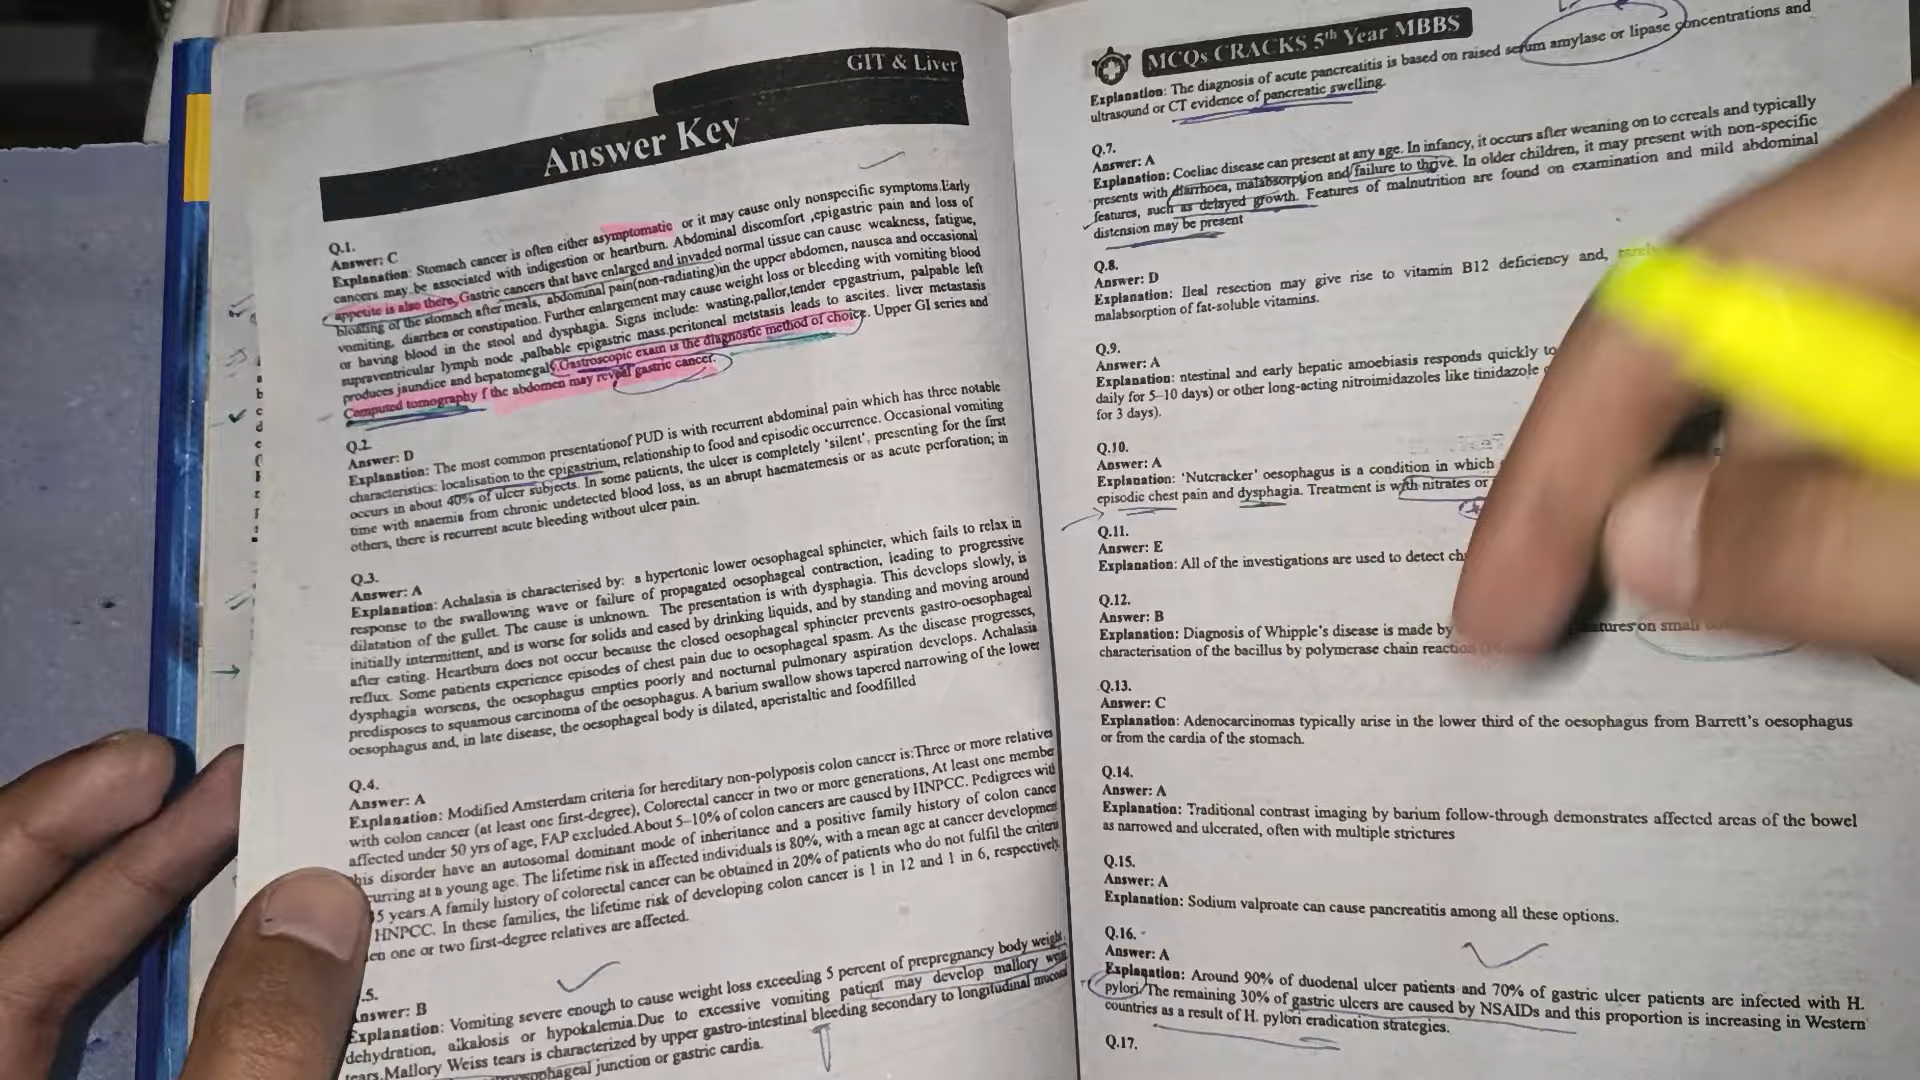 GIT & Liver
Answer Key
Q.1.
Answer: C
Explanation: Stomach cancer is often either asymptomatic or it may cause only nonspecific symptoms.Early
cancers may be associated with indigestion or heartburn. Abdominal discomfort ,epigastric pain and loss of
appetite is also there. Gastric cancers that have enlarged and invaded normal tissue can cause weakness, fatigue,
bloating of the stomach after meals, abdominal pain(non-radiating)in the upper abdomen, nausea and occasional
vomiting, diarrhea or constipation. Further enlargement may cause weight loss or bleeding with vomiting blood
or having blood in the stool and dysphagia. Signs include: wasting,pallor,tender epgastrium, palpable left
supraventricular lymph node ,palbable epigastric mass.peritoneal metstasis leads to ascites. liver metastasis
produces jaundice and hepatomegaly.Gastroscopic exam is the diagnostic method of choice. Upper GI series and
Computed tomography f the abdomen may reveal gastric cancer.
Q.2.
Answer: D
Explanation: The most common presentationof PUD is with recurrent abdominal pain which has three notable
characteristics: localisation to the epigastrium, relationship to food and episodic occurrence. Occasional vomiting
occurs in about 40% of ulcer subjects. In some patients, the ulcer is completely 'silent', presenting for the first
time with anaemia from chronic undetected blood loss, as an abrupt haematemesis or as acute perforation; in
others, there is recurrent acute bleeding without ulcer pain.
Q.3.
Answer: A
Explanation: Achalasia is characterised by: a hypertonic lower oesophageal sphincter, which fails to relax in
response to the swallowing wave or failure of propagated oesophageal contraction, leading to progressive
dilatation of the gullet. The cause is unknown. The presentation is with dysphagia. This develops slowly, is
initially intermittent, and is worse for solids and eased by drinking liquids, and by standing and moving around
after eating. Heartburn does not occur because the closed oesophageal sphincter prevents gastro-oesophageal
reflux. Some patients experience episodes of chest pain due to oesophageal spasm. As the disease progresses,
dysphagia worsens, the oesophagus empties poorly and nocturnal pulmonary aspiration develops. Achalasia
predisposes to squamous carcinoma of the oesophagus. A barium swallow shows tapered narrowing of the lower
oesophagus and, in late disease, the oesophageal body is dilated, aperistaltic and foodfilled
Q.4.
Answer: A
Explanation: Modified Amsterdam criteria for hereditary non-polyposis colon cancer is:Three or more relatives
with colon cancer (at least one first-degree), Colorectal cancer in two or more generations, At least one membe
affected under 50 yrs of age, FAP excluded.About 5–10% of colon cancers are caused by HNPCC. Pedigrees with
his disorder have an autosomal dominant mode of inheritance and a positive family history of colon cance
curring at a young age. The lifetime risk in affected individuals is 80%, with a mean age at cancer developmen
5 years.A family history of colorectal cancer can be obtained in 20% of patients who do not fulfil the criteri
HNPCC. In these families, the lifetime risk of developing colon cancer is 1 in 12 and 1 in 6, respectively,
en one or two first-degree relatives are affected.
.5.
nswer: B
Explanation: Vomiting severe enough to cause weight loss exceeding 5 percent of prepregnancy body weight,
dehydration, alkalosis or hypokalemia.Due to excessive vomiting patient may develop mallory weis
tears.Mallory Weiss tears is characterized by upper gastro-intestinal bleeding secondary to longitudinal mucosal
sophageal junction or gastric cardia.
MCQs CRACKS 5th Year MBBS
Explanation: The diagnosis of acute pancreatitis is based on raised serum amylase or lipase concentrations and
ultrasound or CT evidence of pancreatic swelling.
Q.7.
Answer: A
Explanation: Coeliac disease can present at any age. In infancy, it occurs after weaning on to cereals and typically
presents with diarrhoea, malabsorption and failure to thrive. In older children, it may present with non-specific
features, such as delayed growth. Features of malnutrition are found on examination and mild abdominal
distension may be present
Q.8.
Answer: D
Explanation: Ileal resection may give rise to vitamin B12 deficiency and, rarely
malabsorption of fat-soluble vitamins.
Q.9.
Answer: A
Explanation: ntestinal and early hepatic amoebiasis responds quickly to
daily for 5–10 days) or other long-acting nitroimidazoles like tinidazole
for 3 days).
Q.10.
Answer: A
Explanation: 'Nutcracker' oesophagus is a condition in which
episodic chest pain and dysphagia. Treatment is with nitrates or
Q.11.
Answer: E
Explanation: All of the investigations are used to detect
Q.12.
Answer: B
Explanation: Diagnosis of Whipple's disease is made by on small
characterisation of the bacillus by polymerase chain reaction
Q.13.
Answer: C
Explanation: Adenocarcinomas typically arise in the lower third of the oesophagus from Barrett's oesophagus
or from the cardia of the stomach.
Q.14.
Answer: A
Explanation: Traditional contrast imaging by barium follow-through demonstrates affected areas of the bowel
as narrowed and ulcerated, often with multiple strictures
Q.15.
Answer: A
Explanation: Sodium valproate can cause pancreatitis among all these options.
Q.16.
Answer: A
Explanation: Around 90% of duodenal ulcer patients and 70% of gastric ulcer patients are infected with H.
pylori/The remaining 30% of gastric ulcers are caused by NSAIDs and this proportion is increasing in Western
countries as a result of H. pylori eradication strategies.
Q.17.